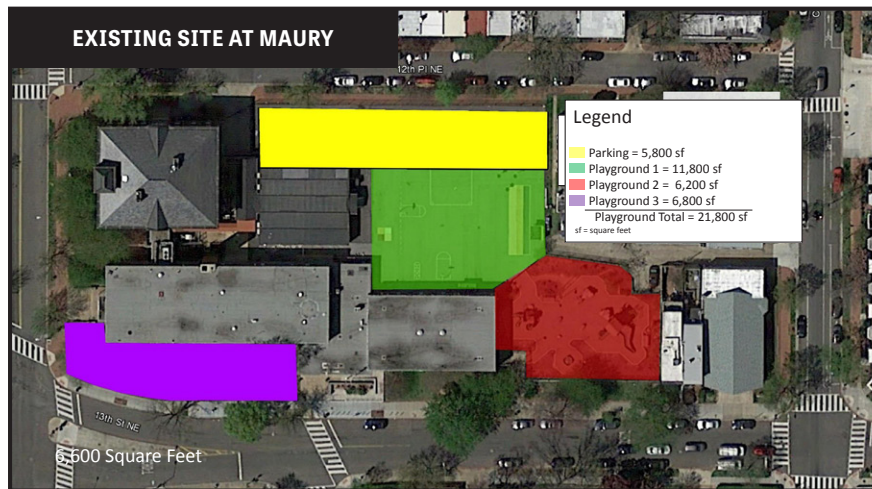 EXISTING SITE AT MAURY
12th Pl NE
Legend
Parking = 5,800 sf
Playground 1 = 11,800 sf
Playground 2 = 6,200 sf
Playground 3 = 6,800 sf
Playground Total = 21,800 sf
sf = square feet
13th St NE
6,600 Square Feet